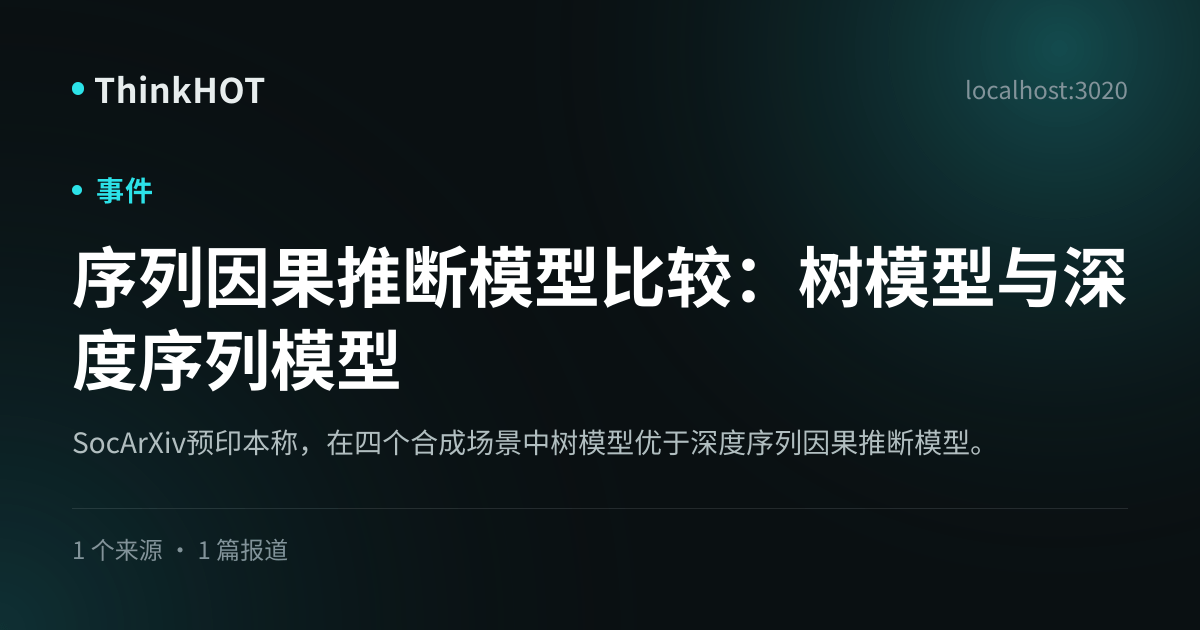 ThinkHOT
localhost:3020
事件
序列因果推断模型比较：树模型与深
度序列模型
SocArXiv预印本称，在四个合成场景中树模型优于深度序列因果推断模型。
1 个来源 · 1 篇报道